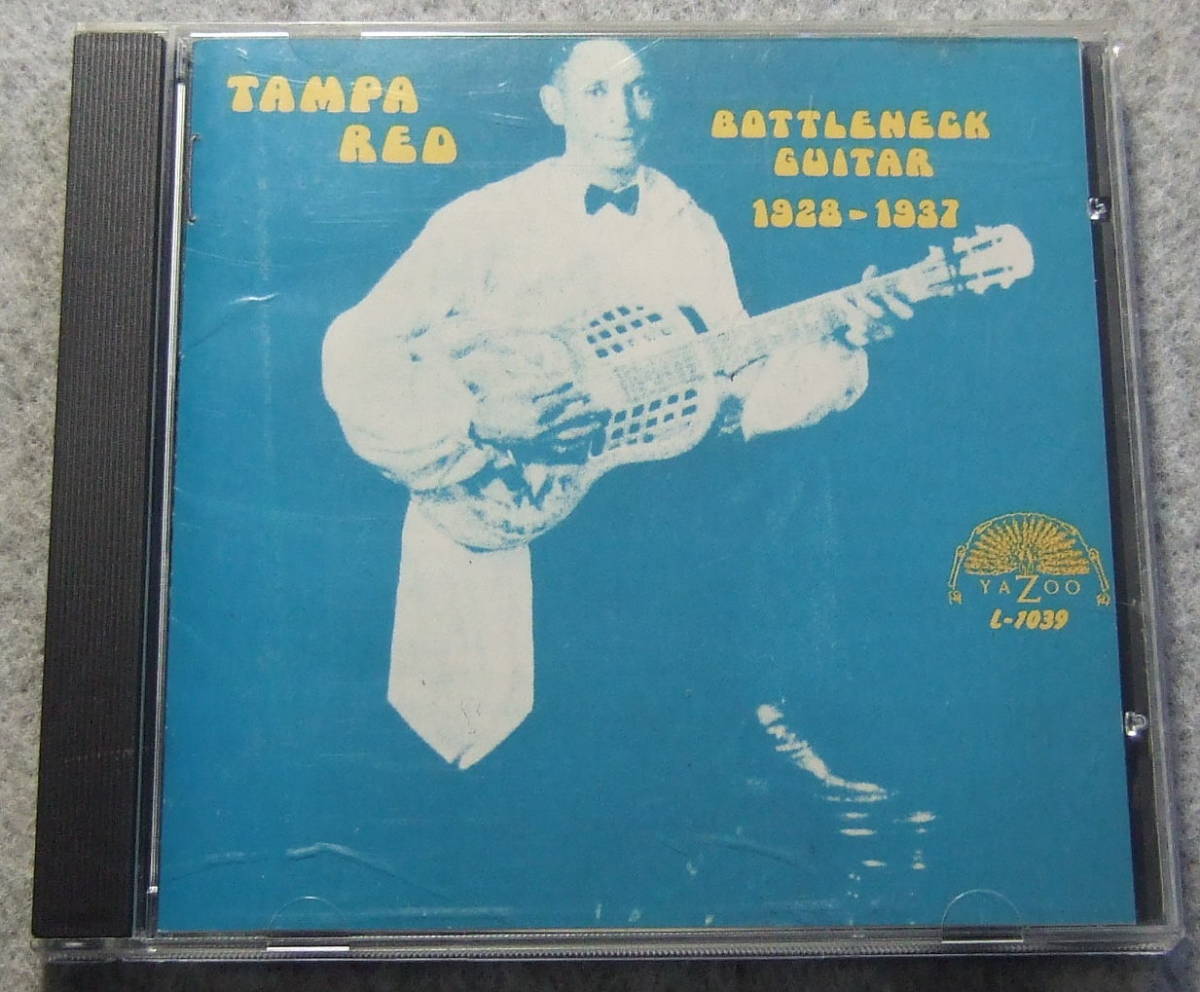 TAMPA
RED
BOTTLENECK
GUITAR
1928-1937
YAZOO
L-1039